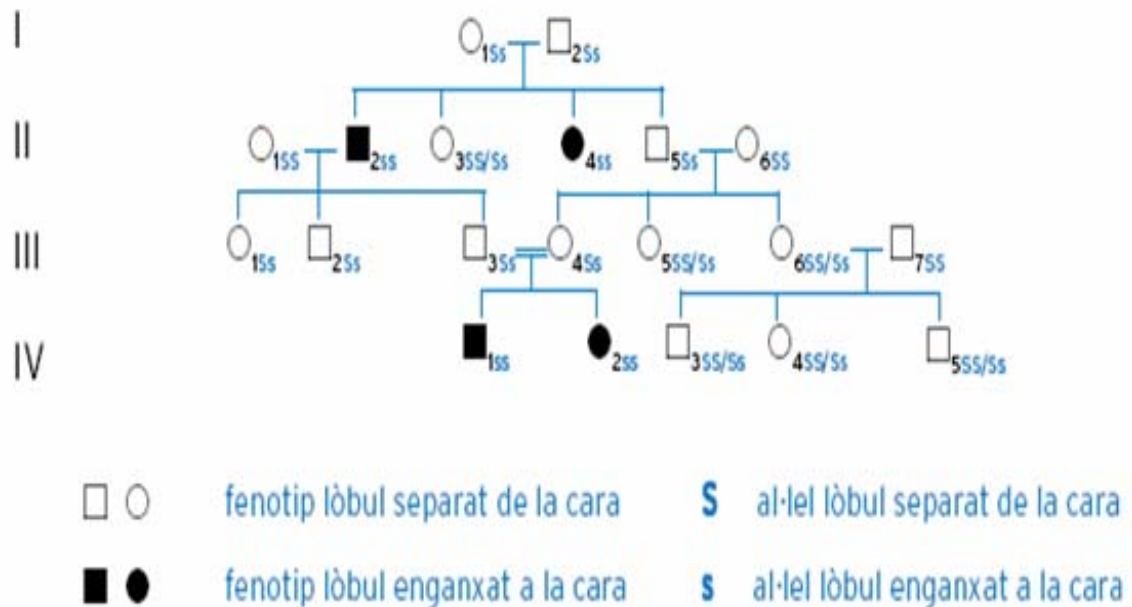 I
1Ss 2Ss
II
1SS 2ss 3SS/Ss 4ss 5Ss 6SS
III
1Ss 2Ss 3Ss 4Ss 5SS/Ss 6SS/Ss 7SS
IV
1ss 2ss 3SS/Ss 4SS/Ss 5SS/Ss
fenotip lòbul separat de la cara S al·lel lòbul separat de la cara
fenotip lòbul enganxat a la cara s al·lel lòbul enganxat a la cara